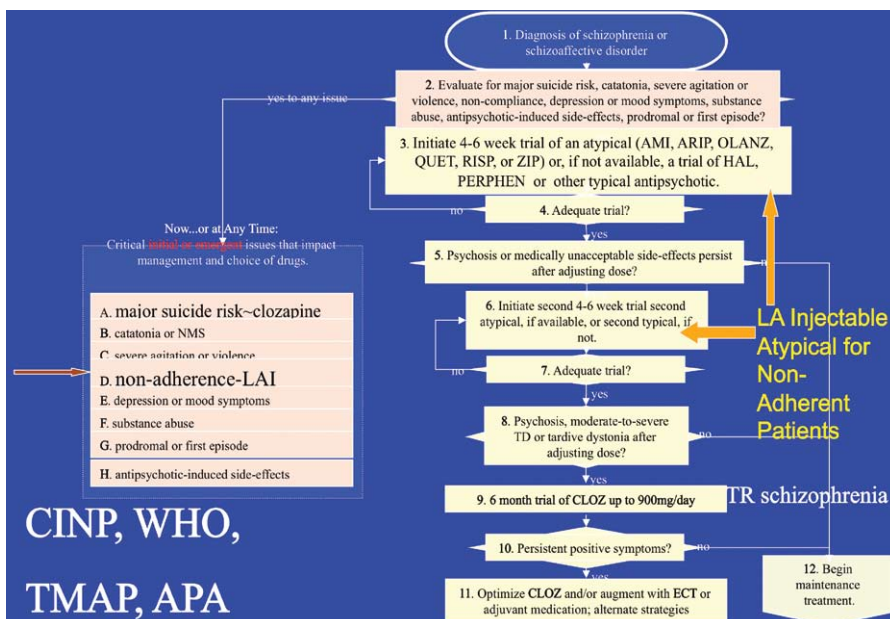 1. Diagnosis of schizophrenia or
schizoaffective disorder
2. Evaluate for major suicide risk, catatonia, severe agitation or
violence, non-compliance, depression or mood symptoms, substance
abuse, antipsychotic-induced side-effects, prodromal or first episode?
yes to any issue
3. Initiate 4-6 week trial of an atypical (AMI, ARIP, OLANZ,
QUET, RISP, or ZIP) or, if not available, a trial of HAL,
PERPHEN or other typical antipsychotic.
no
4. Adequate trial?
yes
5. Psychosis or medically unacceptable side-effects persist
after adjusting dose?
6. Initiate second 4-6 week trial second
atypical, if available, or second typical, if
not.
no
7. Adequate trial?
yes
8. Psychosis, moderate-to-severe
TD or tardive dystonia after
adjusting dose?
no
yes
9. 6 month trial of CLOZ up to 900mg/day
TR schizophrenia
10. Persistent positive symptoms?
no
yes
11. Optimize CLOZ and/or augment with ECT or
adjuvant medication; alternate strategies
12. Begin
maintenance
treatment.
LA Injectable
Atypical for
Non-
Adherent
Patients
Now...or at Any Time:
Critical initial or emergent issues that impact
management and choice of drugs.
A. major suicide risk~clozapine
B. catatonia or NMS
C. severe agitation or violence
D. non-adherence-LAI
E. depression or mood symptoms
F. substance abuse
G. prodromal or first episode
H. antipsychotic-induced side-effects
CINP, WHO,
TMAP, APA